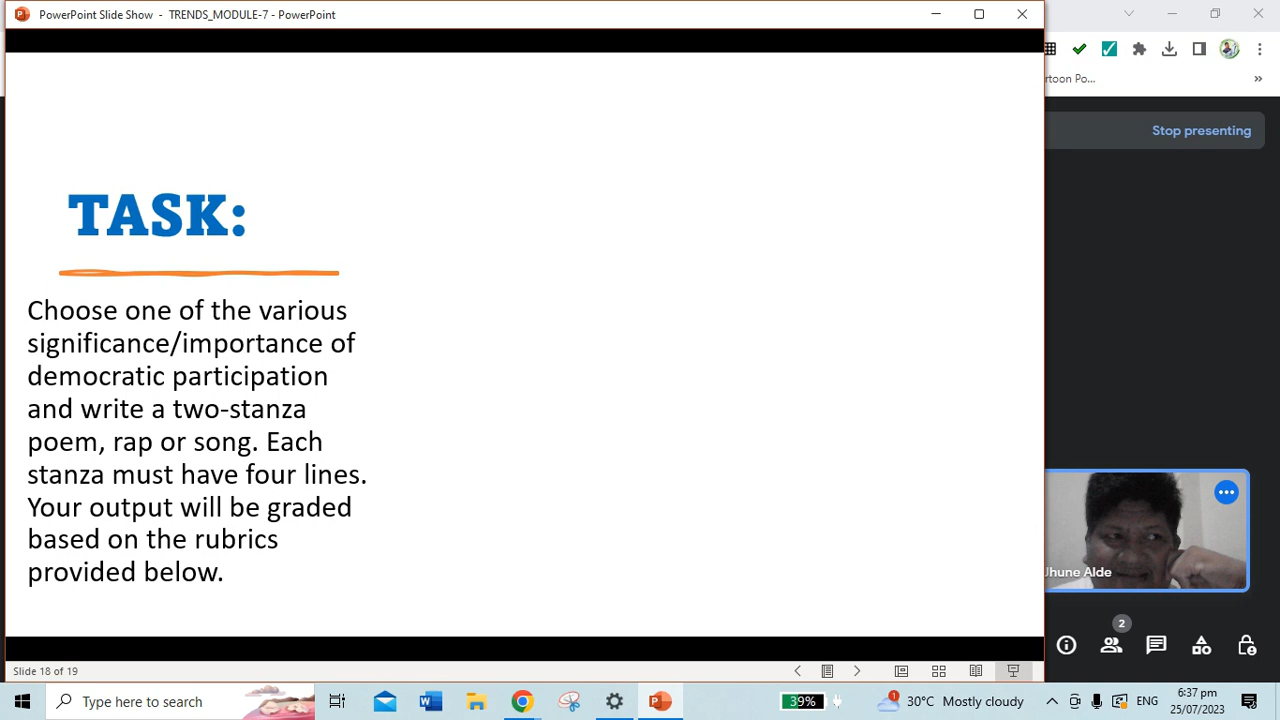 PowerPoint Slide Show - TRENDS_MODULE-7 - PowerPoint
rtoon Po...
Stop presenting
TASK:
Choose one of the various
significance/importance of
democratic participation
and write a two-stanza
poem, rap or song. Each
stanza must have four lines.
Your output will be graded
based on the rubrics
provided below.
Jhune Alde
2
Slide 18 of 19
Type here to search
39%
1
30°C Mostly cloudy
ENG
6:37 pm
25/07/2023